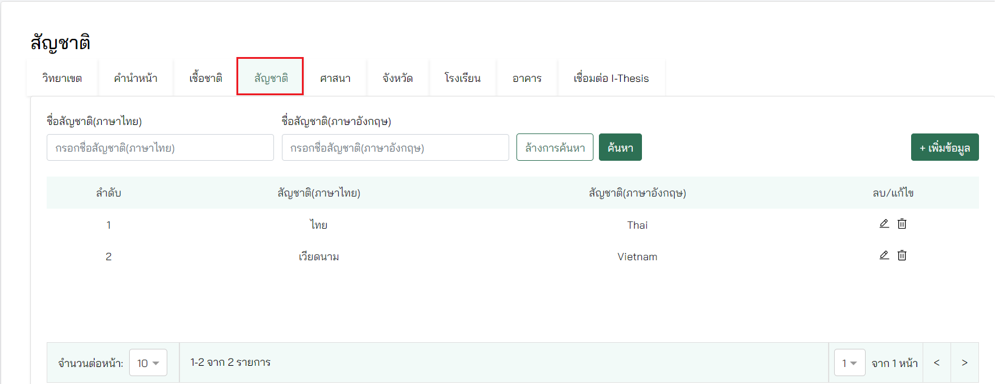 สัญชาติ
วิทยาเขต คำนำหน้า เชื้อชาติ สัญชาติ ศาสนา จังหวัด โรงเรียน อาคาร เชื่อมต่อ I-Thesis
ชื่อสัญชาติ(ภาษาไทย) ชื่อสัญชาติ(ภาษาอังกฤษ)
กรอกชื่อสัญชาติ(ภาษาไทย) กรอกชื่อสัญชาติ(ภาษาอังกฤษ) ล้างการค้นหา ค้นหา + เพิ่มข้อมูล
ลำดับ สัญชาติ(ภาษาไทย) สัญชาติ(ภาษาอังกฤษ) ลบ/แก้ไข
1 ไทย Thai
2 เวียดนาม Vietnam
จำนวนต่อหน้า: 10 1-2 จาก 2 รายการ 1 จาก 1 หน้า < >